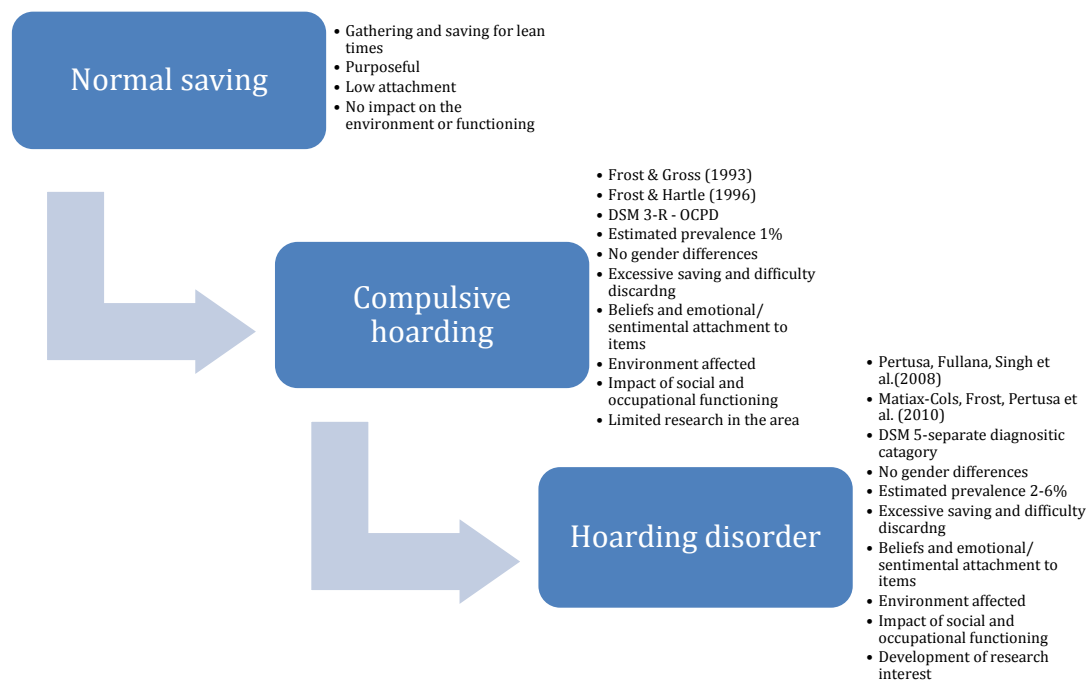 Normal saving
• Gathering and saving for lean
times
• Purposeful
• Low attachment
• No impact on the
environment or functioning
Compulsive
hoarding
• Frost & Gross (1993)
• Frost & Hartle (1996)
• DSM 3-R - OCPD
• Estimated prevalence 1%
• No gender differences
• Excessive saving and difficulty
discardng
• Beliefs and emotional/
sentimental attachment to
items
• Environment affected
• Impact of social and
occupational functioning
• Limited research in the area
Hoarding disorder
• Pertusa, Fullana, Singh et
al.(2008)
• Matiax-Cols, Frost, Pertusa et
al. (2010)
• DSM 5-separate diagnositic
catagory
• No gender differences
• Estimated prevalence 2-6%
• Excessive saving and difficulty
discardng
• Beliefs and emotional/
sentimental attachment to
items
• Environment affected
• Impact of social and
occupational functioning
• Development of research
interest